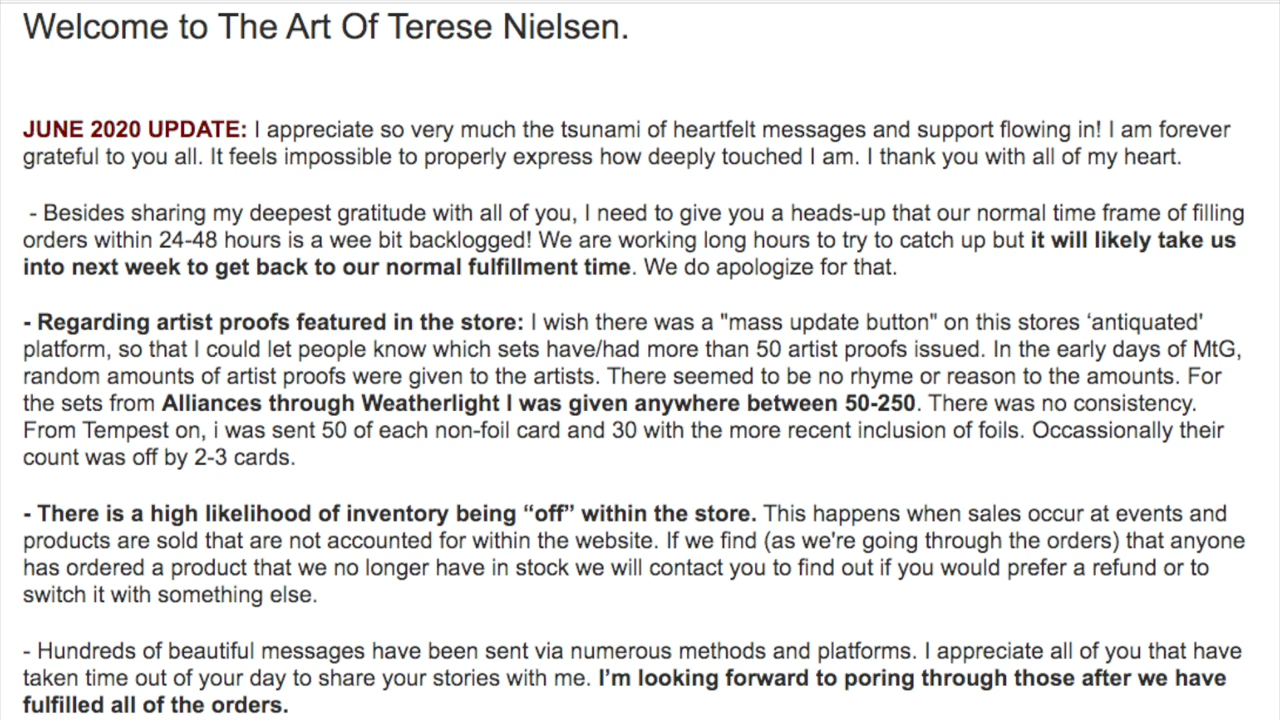 Welcome to The Art Of Terese Nielsen.
JUNE 2020 UPDATE: I appreciate so very much the tsunami of heartfelt messages and support flowing in! I am forever
grateful to you all. It feels impossible to properly express how deeply touched I am. I thank you with all of my heart.
- Besides sharing my deepest gratitude with all of you, I need to give you a heads-up that our normal time frame of filling
orders within 24-48 hours is a wee bit backlogged! We are working long hours to try to catch up but it will likely take us
into next week to get back to our normal fulfillment time. We do apologize for that.
- Regarding artist proofs featured in the store: I wish there was a "mass update button" on this stores ‘antiquated'
platform, so that I could let people know which sets have/had more than 50 artist proofs issued. In the early days of MtG,
random amounts of artist proofs were given to the artists. There seemed to be no rhyme or reason to the amounts. For
the sets from Alliances through Weatherlight I was given anywhere between 50-250. There was no consistency.
From Tempest on, i was sent 50 of each non-foil card and 30 with the more recent inclusion of foils. Occassionally their
count was off by 2-3 cards.
- There is a high likelihood of inventory being “off” within the store. This happens when sales occur at events and
products are sold that are not accounted for within the website. If we find (as we're going through the orders) that anyone
has ordered a product that we no longer have in stock we will contact you to find out if you would prefer a refund or to
switch it with something else.
- Hundreds of beautiful messages have been sent via numerous methods and platforms. I appreciate all of you that have
taken time out of your day to share your stories with me. I’m looking forward to poring through those after we have
fulfilled all of the orders.